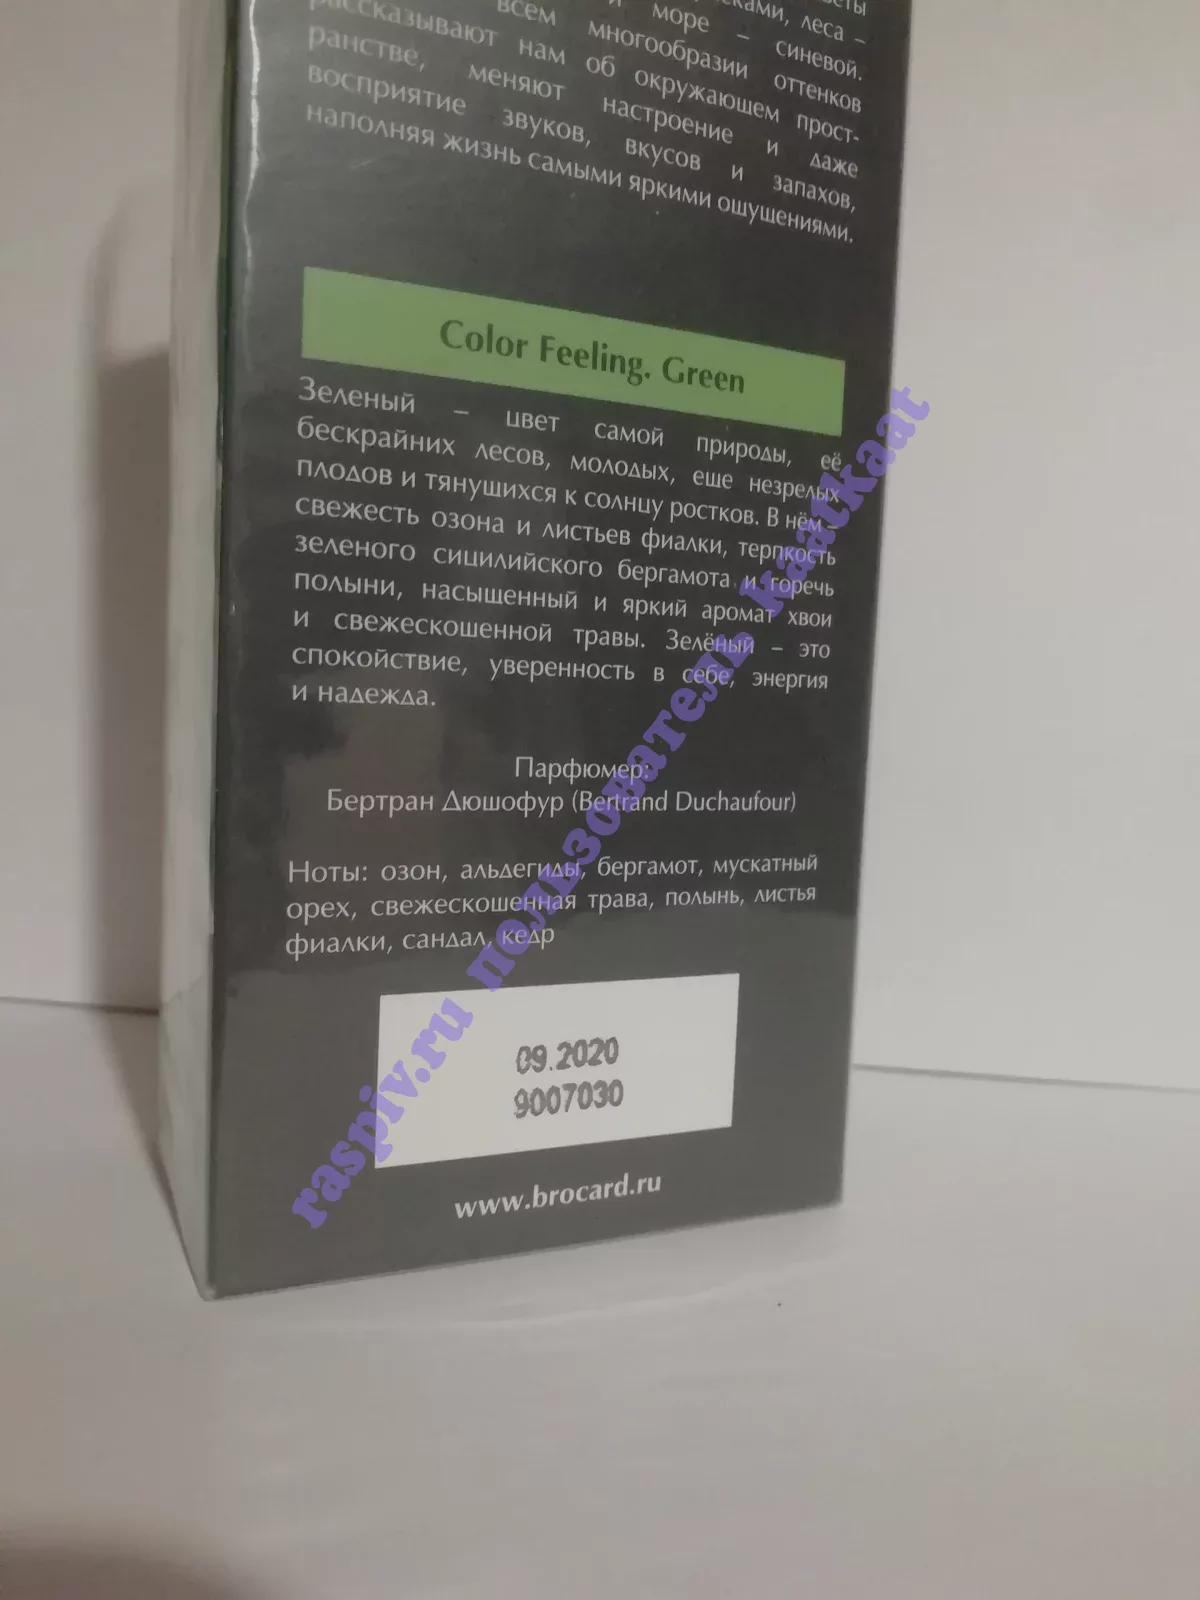 леса –
всем море – синевой.
многообразии оттенков
рассказывают нам об окружающем прост-
ранстве, меняют настроение и даже
восприятие звуков, вкусов и запахов,
наполняя жизнь самыми яркими ощущениями.
Color Feeling. Green
Зеленый – цвет самой природы, её
бескрайних лесов, молодых, еще незрелых
плодов и тянущихся к солнцу ростков. В нём –
свежесть озона и листьев фиалки, терпкость
зеленого сицилийского бергамота и горечь
полыни, насыщенный и яркий аромат хвои
и свежескошенной травы. Зелёный – это
спокойствие, уверенность в себе, энергия
и надежда.
Парфюмер:
Бертран Дюшофур (Bertrand Duchaufour)
Ноты: озон, альдегиды, бергамот, мускатный
орех, свежескошенная трава, полынь, листья
фиалки, сандал, кедр
09.2020
9007030
www.brocard.ru
raspiv.ru пользователь kaatkaat